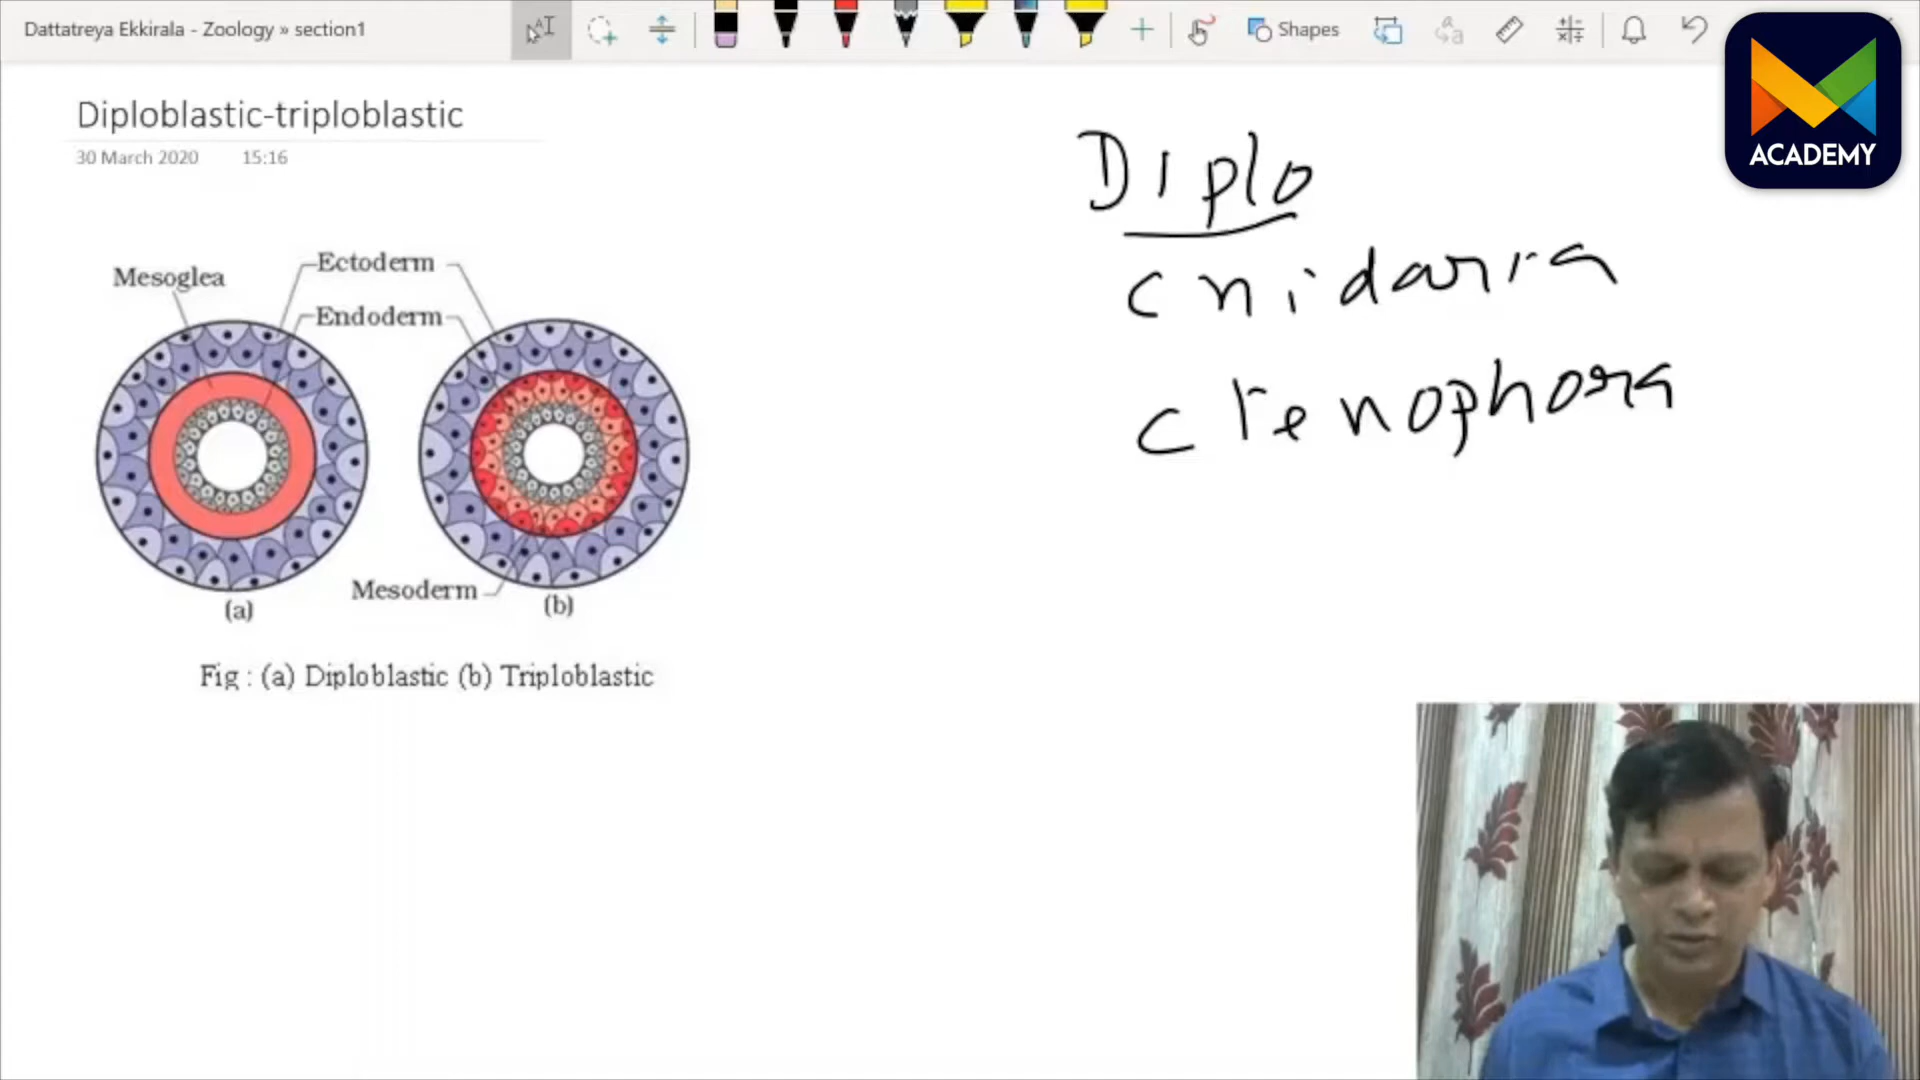 Dattatreya Ekkirala - Zoology » section1
Shapes
ACADEMY
Diploblastic-triploblastic
30 March 2020 15:16
Diplo
cnidaria
ctenophora
Mesoglea
Ectoderm
Endoderm
Mesoderm
(a)
(b)
Fig : (a) Diploblastic (b) Triploblastic